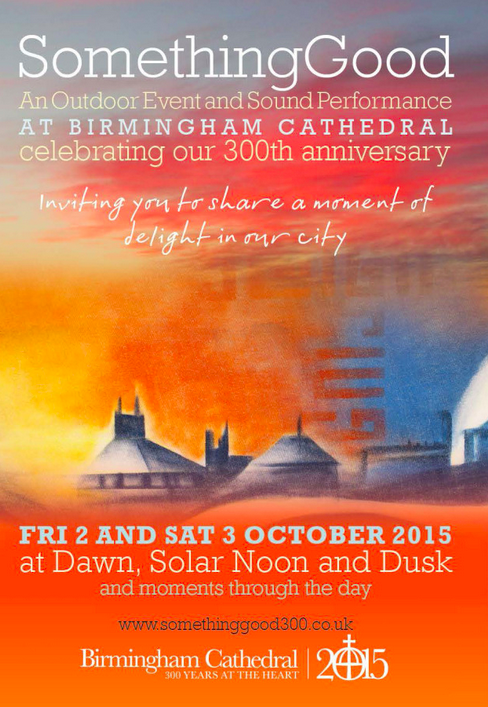 SomethingGood
An Outdoor Event and Sound Performance
AT BIRMINGHAM CATHEDRAL
celebrating our 300th anniversary
Inviting you to share a moment of
delight in our city
FRI 2 AND SAT 3 OCTOBER 2015
at Dawn, Solar Noon and Dusk
and moments through the day
www.somethinggood300.co.uk
Birmingham Cathedral
300 YEARS AT THE HEART
2015